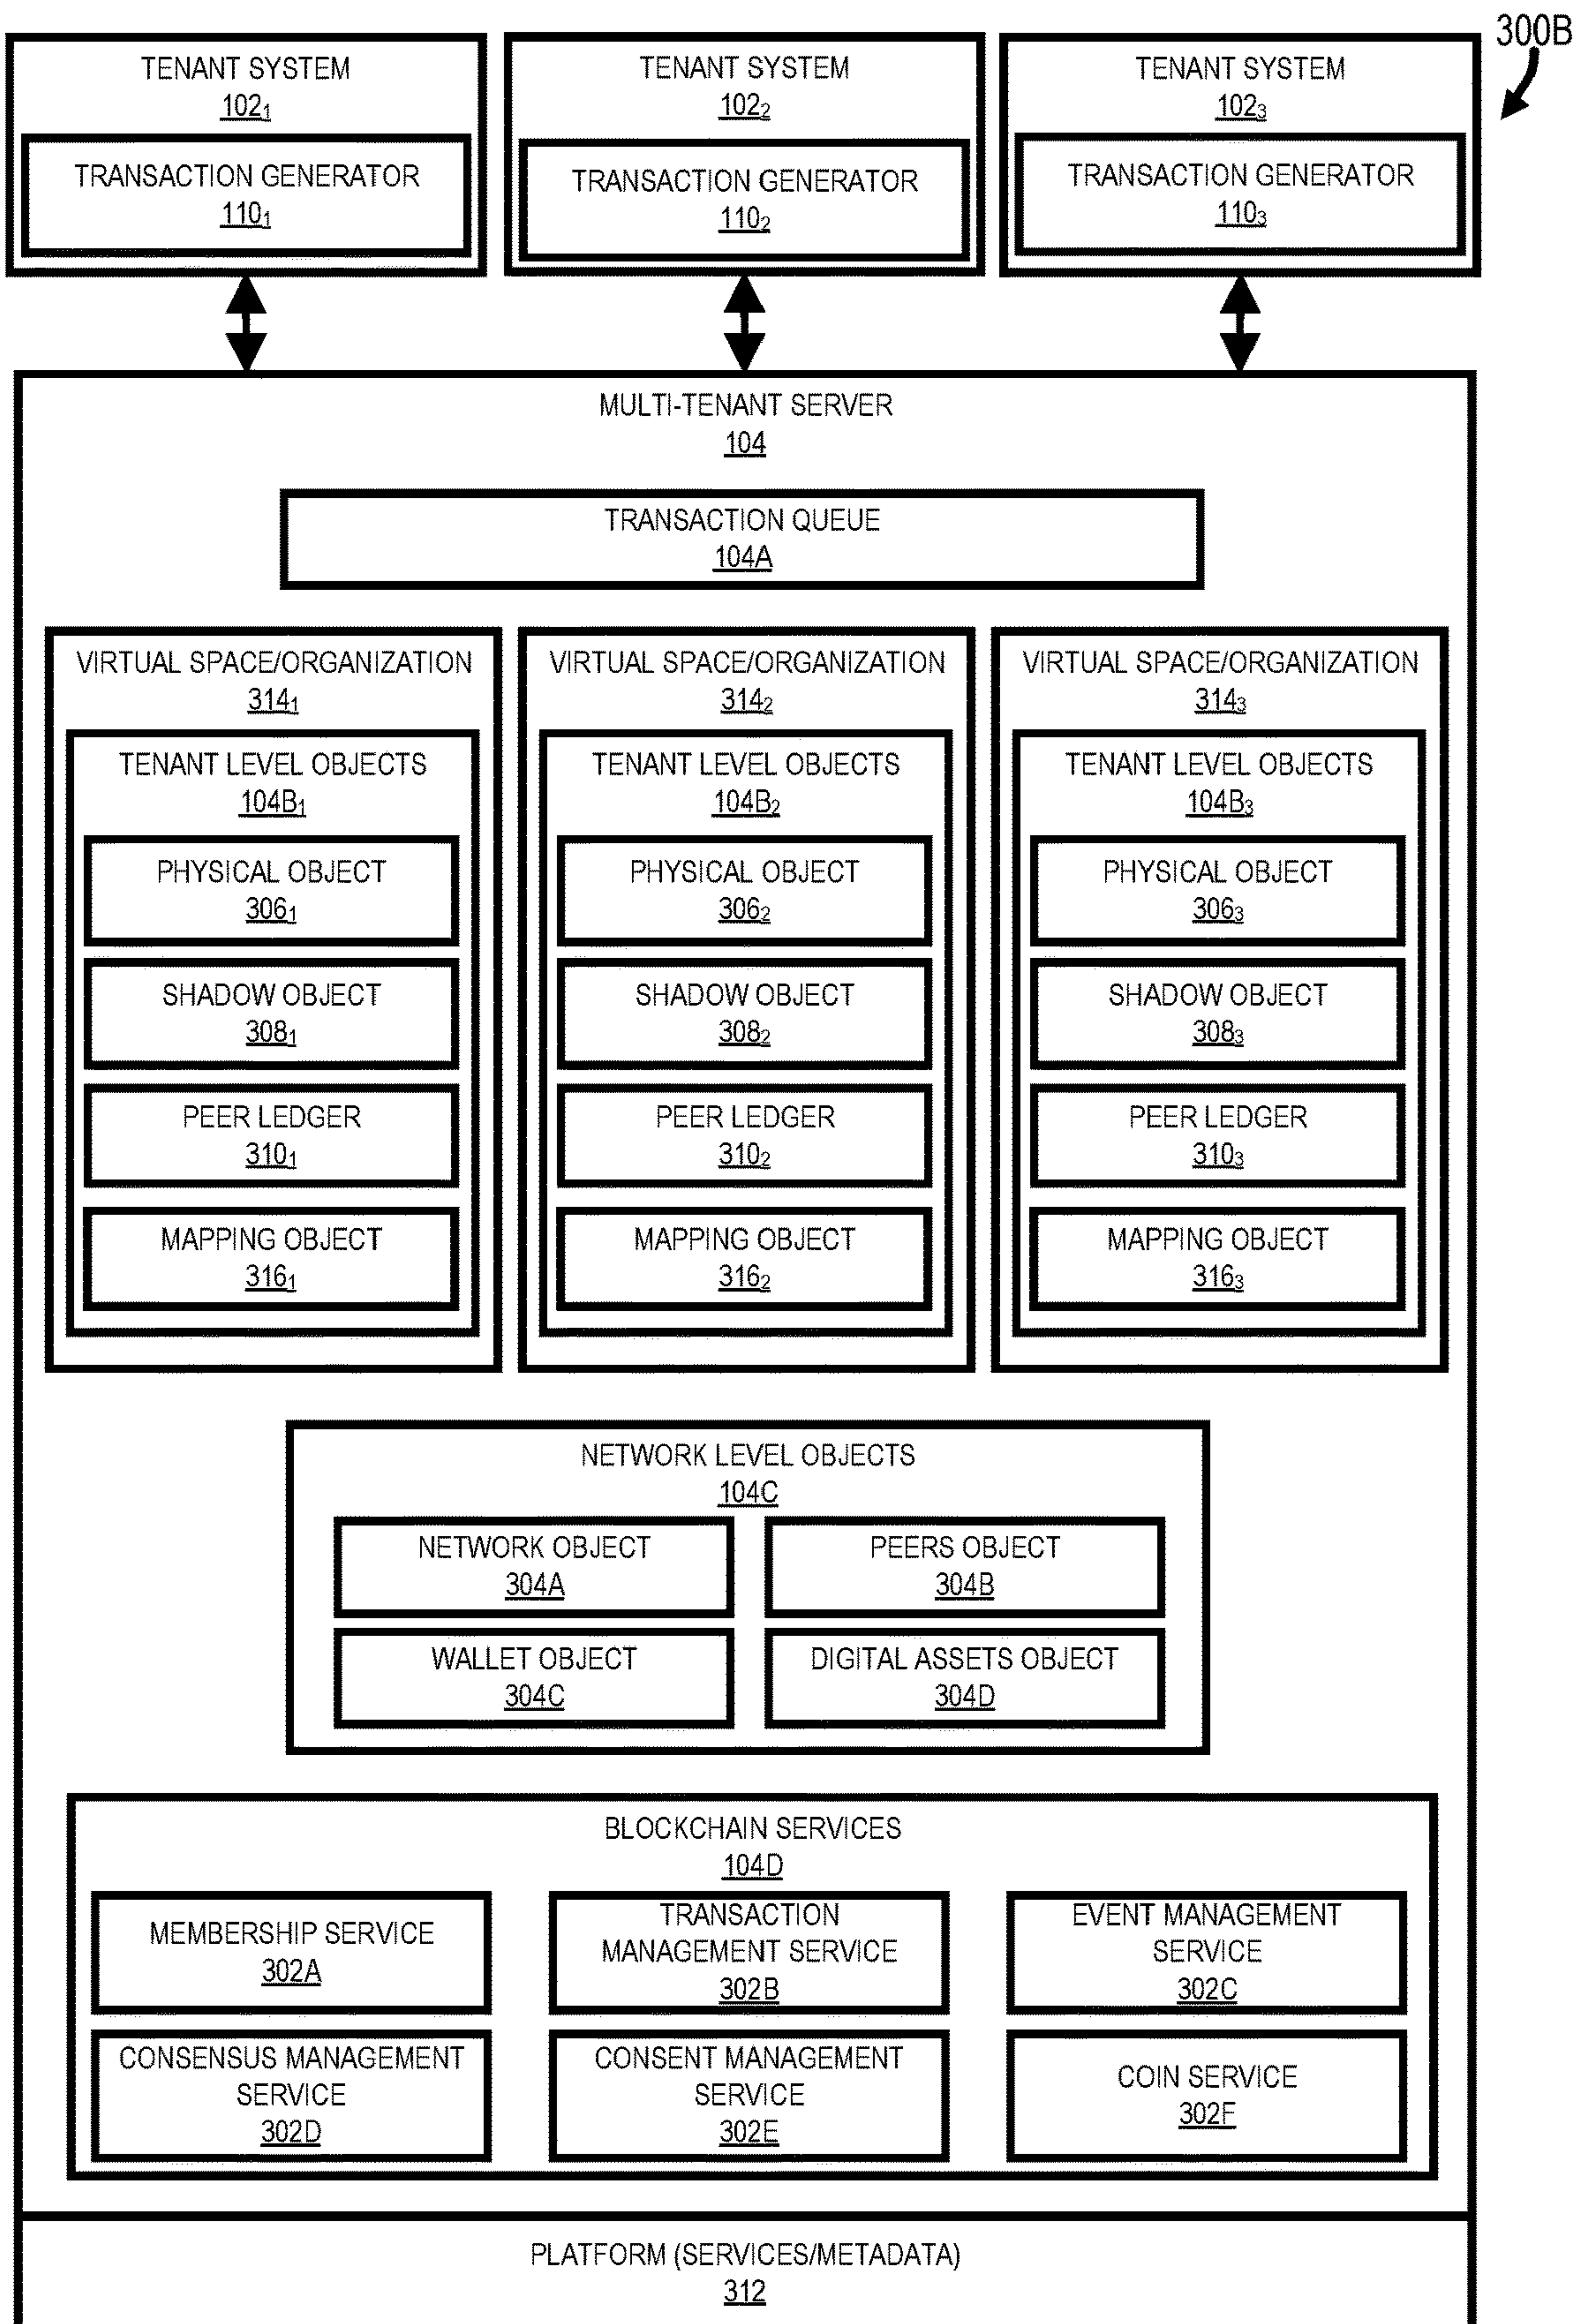 300B
TENANT SYSTEM
102₁
TRANSACTION GENERATOR
110₁
TENANT SYSTEM
102₂
TRANSACTION GENERATOR
110₂
TENANT SYSTEM
102₃
TRANSACTION GENERATOR
110₃
MULTI-TENANT SERVER
104
TRANSACTION QUEUE
104A
VIRTUAL SPACE/ORGANIZATION
314₁
TENANT LEVEL OBJECTS
104B₁
PHYSICAL OBJECT
306₁
SHADOW OBJECT
308₁
PEER LEDGER
310₁
MAPPING OBJECT
316₁
VIRTUAL SPACE/ORGANIZATION
314₂
TENANT LEVEL OBJECTS
104B₂
PHYSICAL OBJECT
306₂
SHADOW OBJECT
308₂
PEER LEDGER
310₂
MAPPING OBJECT
316₂
VIRTUAL SPACE/ORGANIZATION
314₃
TENANT LEVEL OBJECTS
104B₃
PHYSICAL OBJECT
306₃
SHADOW OBJECT
308₃
PEER LEDGER
310₃
MAPPING OBJECT
316₃
NETWORK LEVEL OBJECTS
104C
NETWORK OBJECT
304A
PEERS OBJECT
304B
WALLET OBJECT
304C
DIGITAL ASSETS OBJECT
304D
BLOCKCHAIN SERVICES
104D
MEMBERSHIP SERVICE
302A
TRANSACTION
MANAGEMENT SERVICE
302B
EVENT MANAGEMENT
SERVICE
302C
CONSENSUS MANAGEMENT
SERVICE
302D
CONSENT MANAGEMENT
SERVICE
302E
COIN SERVICE
302F
PLATFORM (SERVICES/METADATA)
312